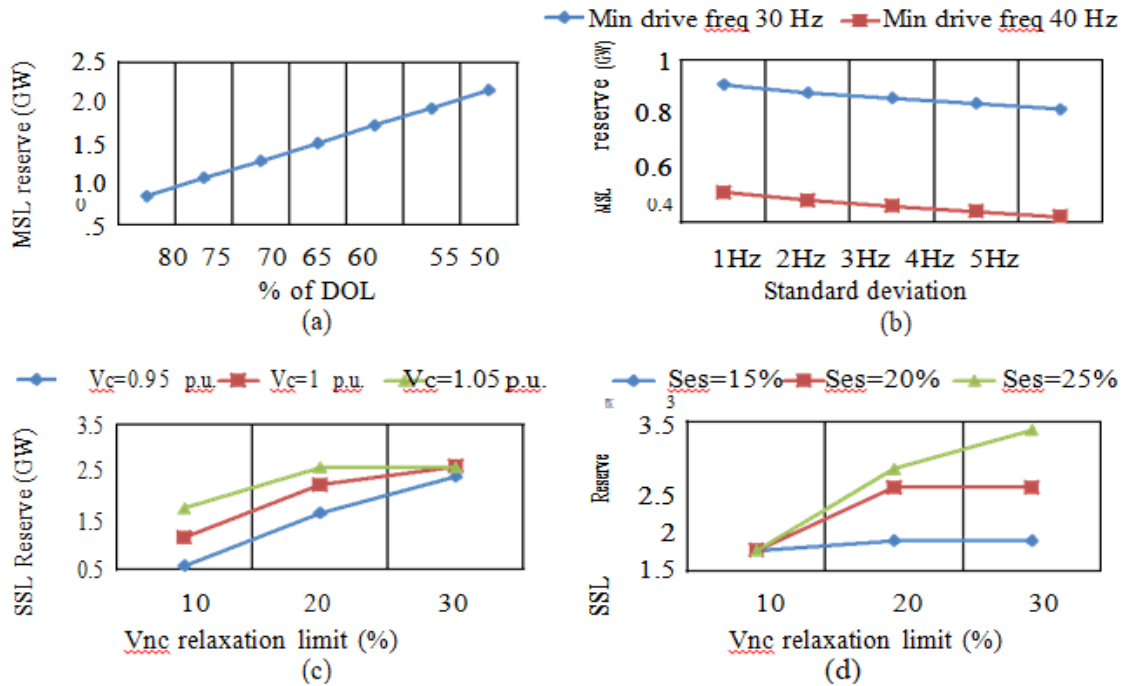 Min drive freq 30 Hz Min drive freq 40 Hz
MSL reserve (GW)
2.5
2.0
1.5
1.0
0
.5
80 75 70 65 60 55 50
% of DOL
(a)
MSL reserve (GW)
1
0.8
0.6
0.4
1Hz 2Hz 3Hz 4Hz 5Hz
Standard deviation
(b)
Vc=0.95 p.u. Vc=1 p.u. Vc=1.05 p.u.
SSL Reserve (GW)
3.5
2.5
1.5
0.5
10 20 30
Vnc relaxation limit (%)
(c)
Ses=15% Ses=20% Ses=25%
3
SSL Reserve
3.5
2.5
2
1.5
10 20 30
Vnc relaxation limit (%)
(d)